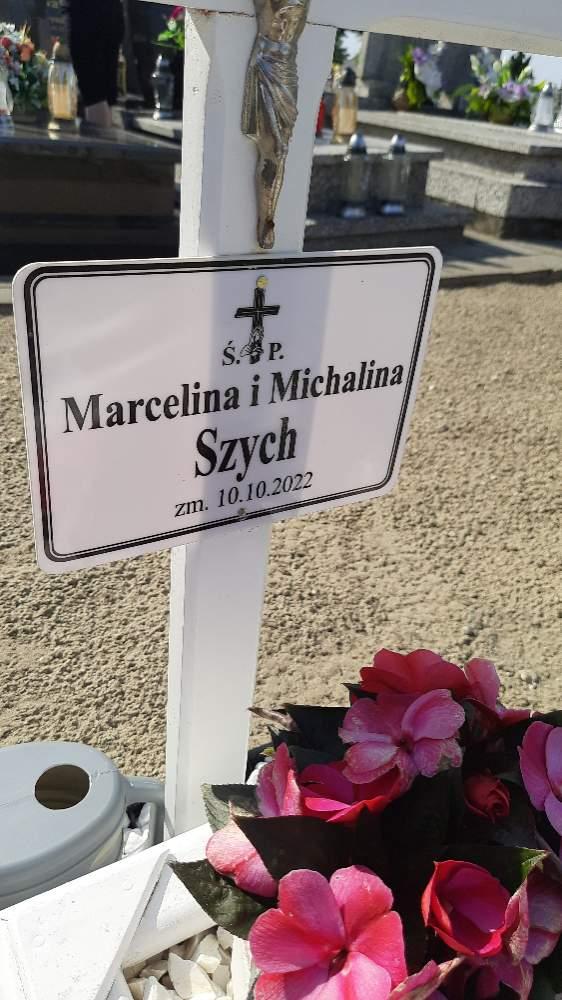 Ś. P.
Marcelina i Michalina
Szych
zm. 10.10.2022